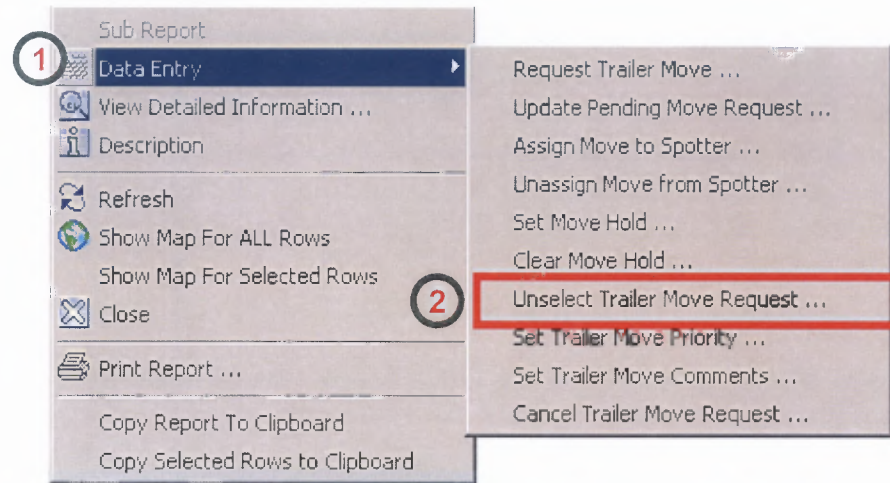 Sub Report
1
Data Entry
View Detailed Information ...
Description
Refresh
Show Map For ALL Rows
Show Map For Selected Rows
Close
Print Report ...
Copy Report To Clipboard
Copy Selected Rows to Clipboard
Request Trailer Move ...
Update Pending Move Request ...
Assign Move to Spotter ...
Unassign Move from Spotter ...
Set Move Hold ...
Clear Move Hold ...
2
Unselect Trailer Move Request ...
Set Trailer Move Priority ...
Set Trailer Move Comments ...
Cancel Trailer Move Request ...